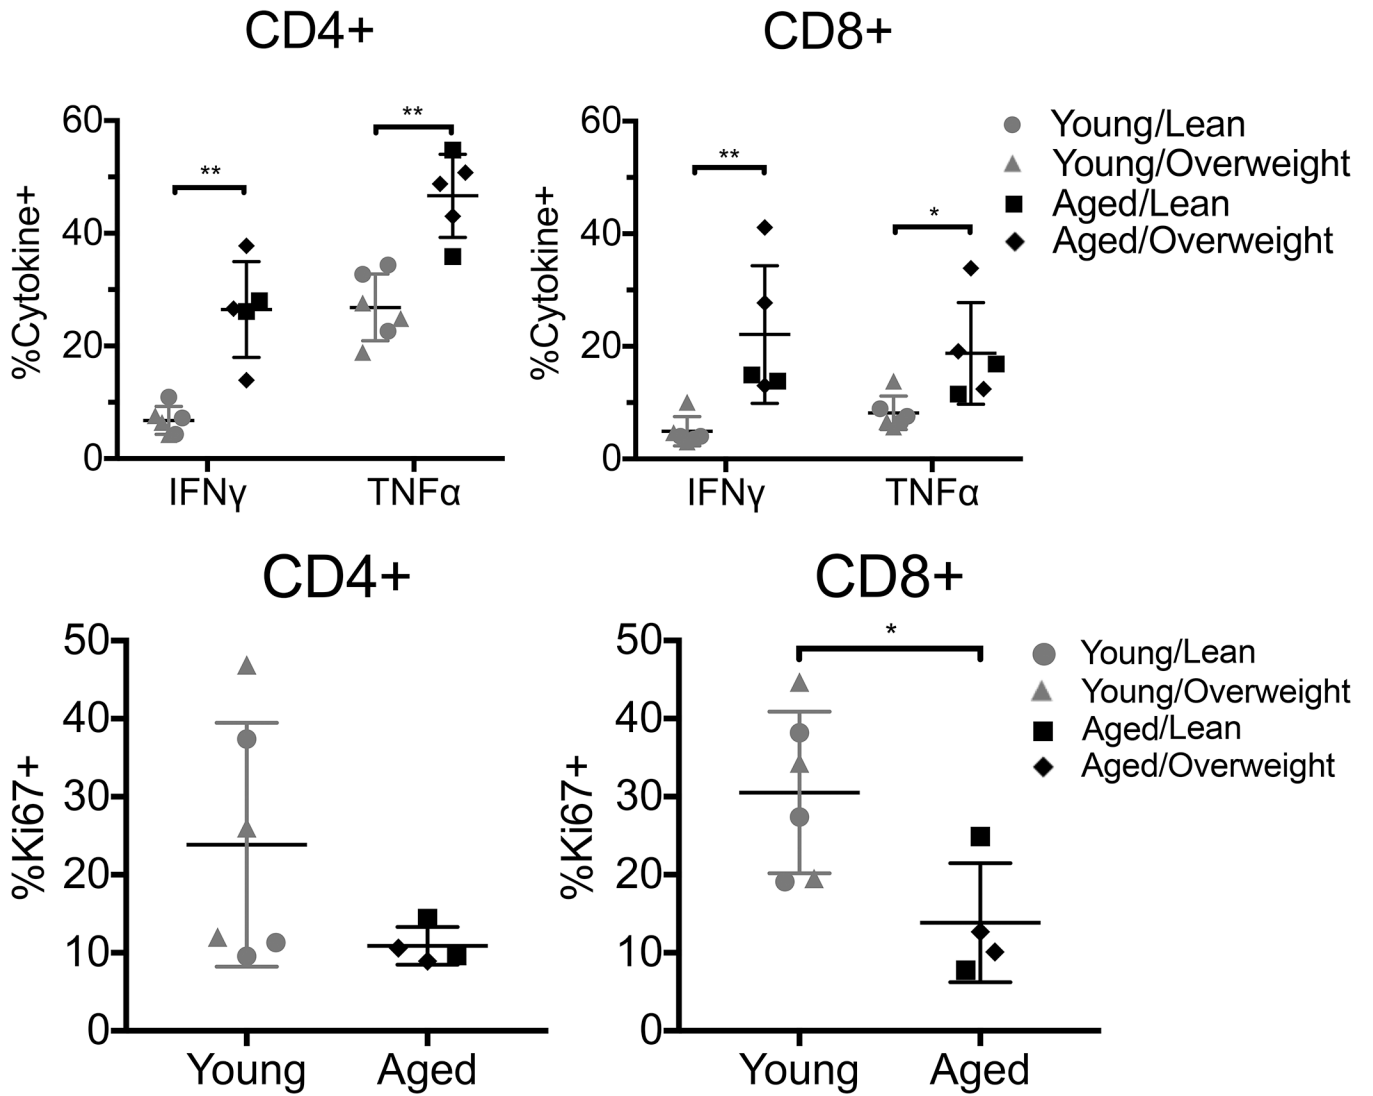 CD4+
CD8+
%Cytokine+
60
40
20
0
**
**
IFNγ
TNFα
%Cytokine+
60
40
20
0
**
*
IFNγ
TNFα
Young/Lean
Young/Overweight
Aged/Lean
Aged/Overweight
CD4+
CD8+
%Ki67+
50
40
30
20
10
0
Young
Aged
%Ki67+
50
40
30
20
10
0
*
Young
Aged
Young/Lean
Young/Overweight
Aged/Lean
Aged/Overweight